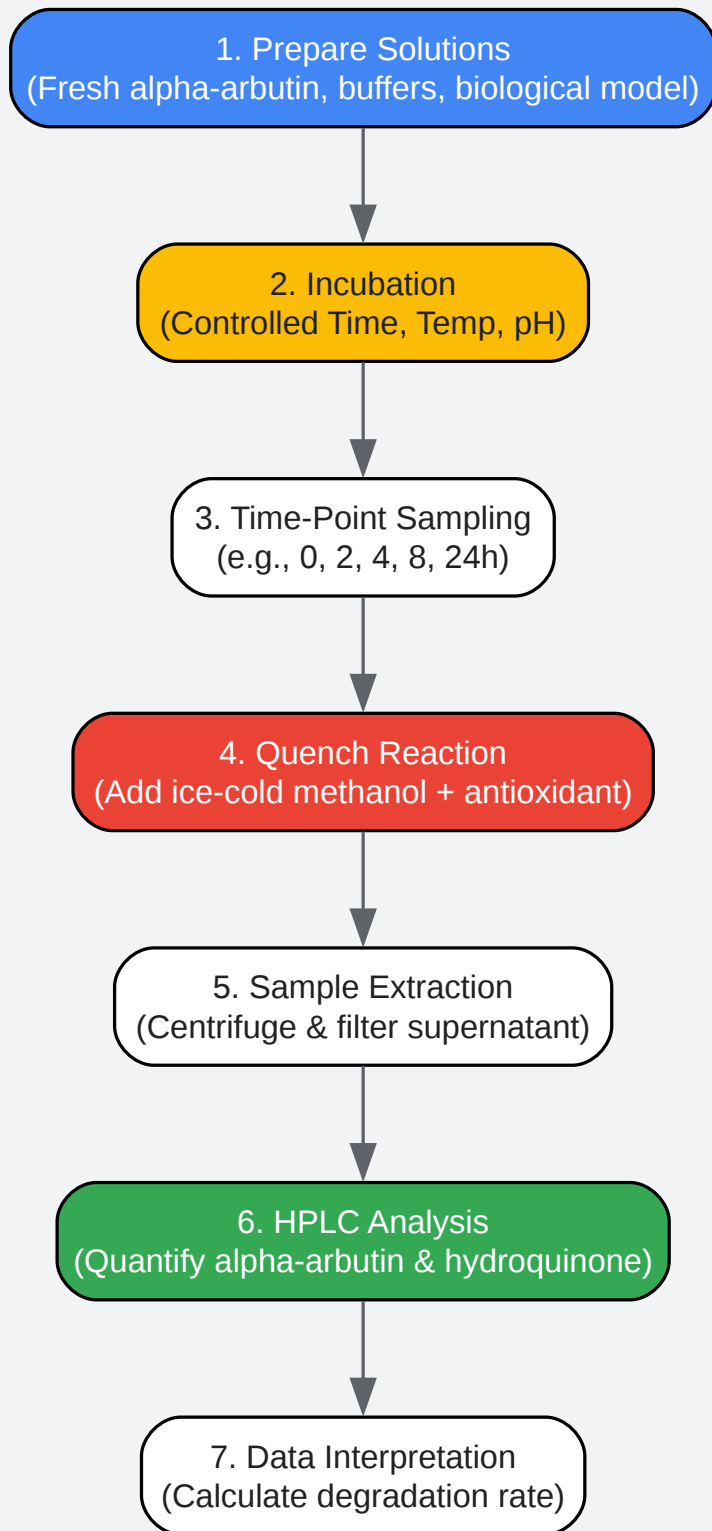 1. Prepare Solutions
(Fresh alpha-arbutin, buffers, biological model)
2. Incubation
(Controlled Time, Temp, pH)
3. Time-Point Sampling
(e.g., 0, 2, 4, 8, 24h)
4. Quench Reaction
(Add ice-cold methanol + antioxidant)
5. Sample Extraction
(Centrifuge & filter supernatant)
6. HPLC Analysis
(Quantify alpha-arbutin & hydroquinone)
7. Data Interpretation
(Calculate degradation rate)